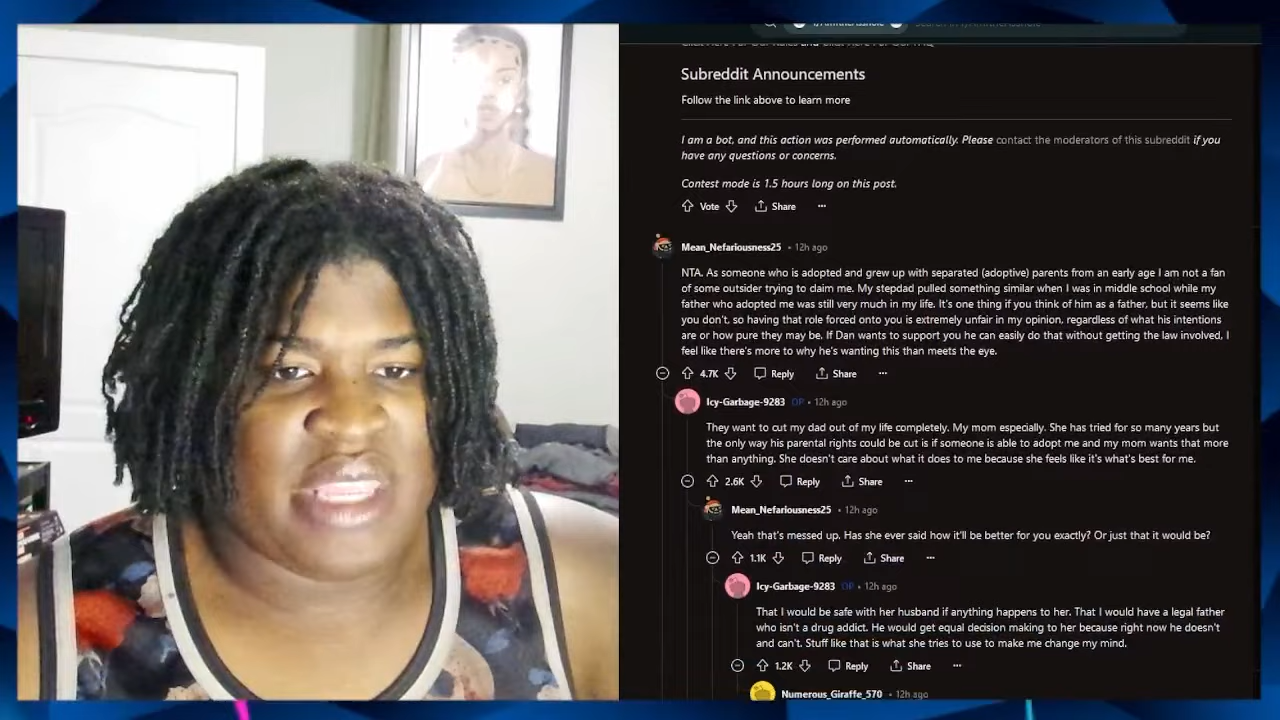 Subreddit Announcements
Follow the link above to learn more
I am a bot, and this action was performed automatically. Please contact the moderators of this subreddit if you
have any questions or concerns.
Contest mode is 1.5 hours long on this post.
Vote Share ...
Mean_Nefariousness25 • 12h ago
NTA. As someone who is adopted and grew up with separated (adoptive) parents from an early age I am not a fan
of some outsider trying to claim me. My stepdad pulled something similar when I was in middle school while my
father who adopted me was still very much in my life. It's one thing if you think of him as a father, but it seems like
you don't, so having that role forced onto you is extremely unfair in my opinion, regardless of what his intentions
are or how pure they may be. If Dan wants to support you he can easily do that without getting the law involved, I
feel like there's more to why he's wanting this than meets the eye.
4.7K Reply Share ...
Icy-Garbage-9283 OP • 12h ago
They want to cut my dad out of my life completely. My mom especially. She has tried for so many years but
the only way his parental rights could be cut is if someone is able to adopt me and my mom wants that more
than anything. She doesn't care about what it does to me because she feels like it's what's best for me.
2.6K Reply Share ...
Mean_Nefariousness25 • 12h ago
Yeah that's messed up. Has she ever said how it'll be better for you exactly? Or just that it would be?
1.1K Reply Share ...
Icy-Garbage-9283 OP • 12h ago
That I would be safe with her husband if anything happens to her. That I would have a legal father
who isn't a drug addict. He would get equal decision making to her because right now he doesn't
and can't. Stuff like that is what she tries to use to make me change my mind.
1.2K Reply Share ...
Numerous_Giraffe_570 • 12h ago